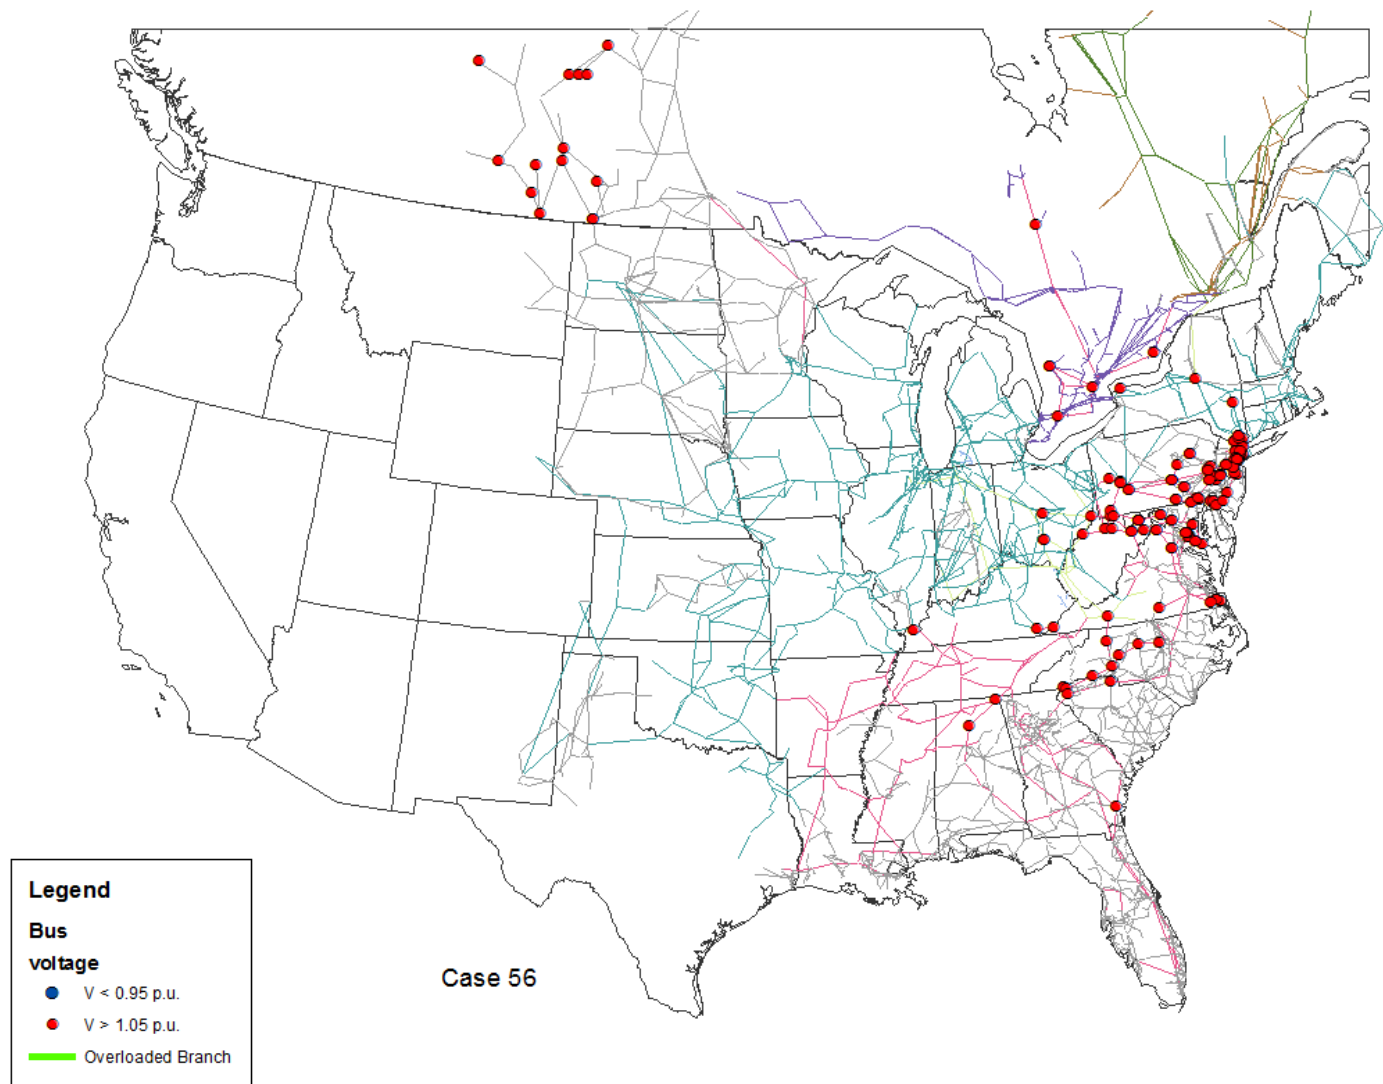 Legend
Bus
voltage
V < 0.95 p.u.
V > 1.05 p.u.
Overloaded Branch
Case 56